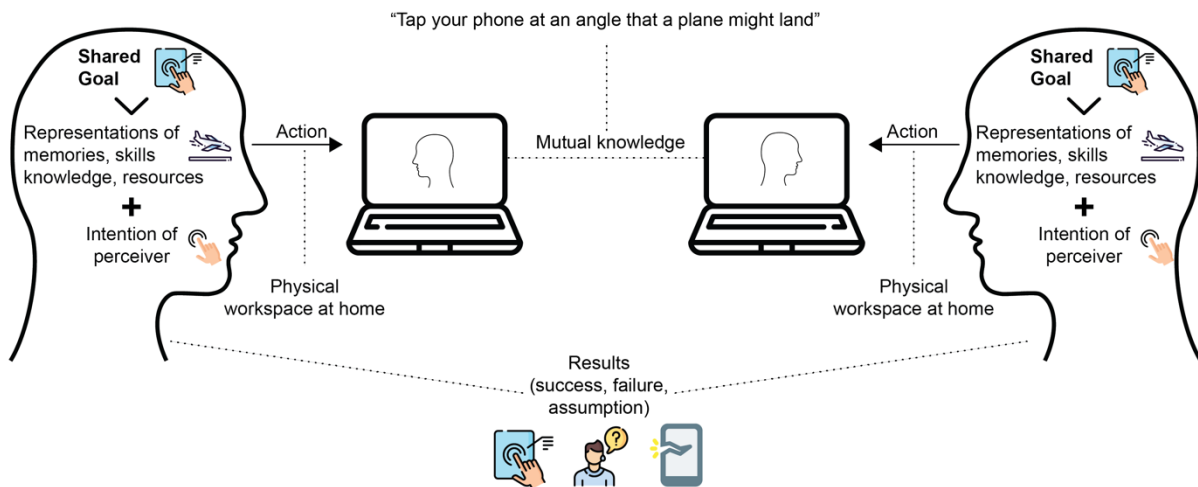 “Tap your phone at an angle that a plane might land”
Shared
Goal
Representations of
memories, skills
knowledge, resources
+
Intention of
perceiver
Action
Mutual knowledge
Action
Shared
Goal
Representations of
memories, skills
knowledge, resources
+
Intention of
perceiver
Physical
workspace at home
Physical
workspace at home
Results
(success, failure,
assumption)
?